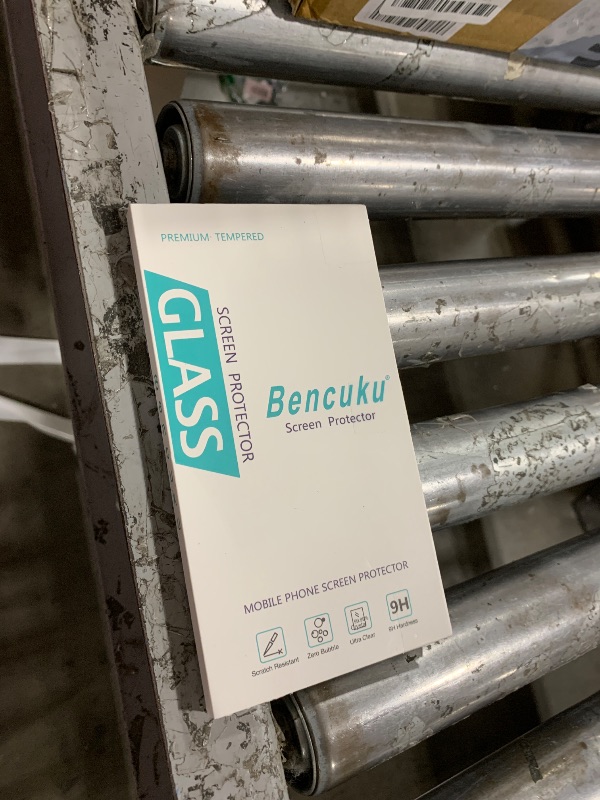 PREMIUM TEMPERED
GLASS
SCREEN PROTECTOR
Bencuku®
Screen Protector
MOBILE PHONE SCREEN PROTECTOR
Scratch Resistant
Zero Bubble
Ultra Clear
9H
9H Hardness